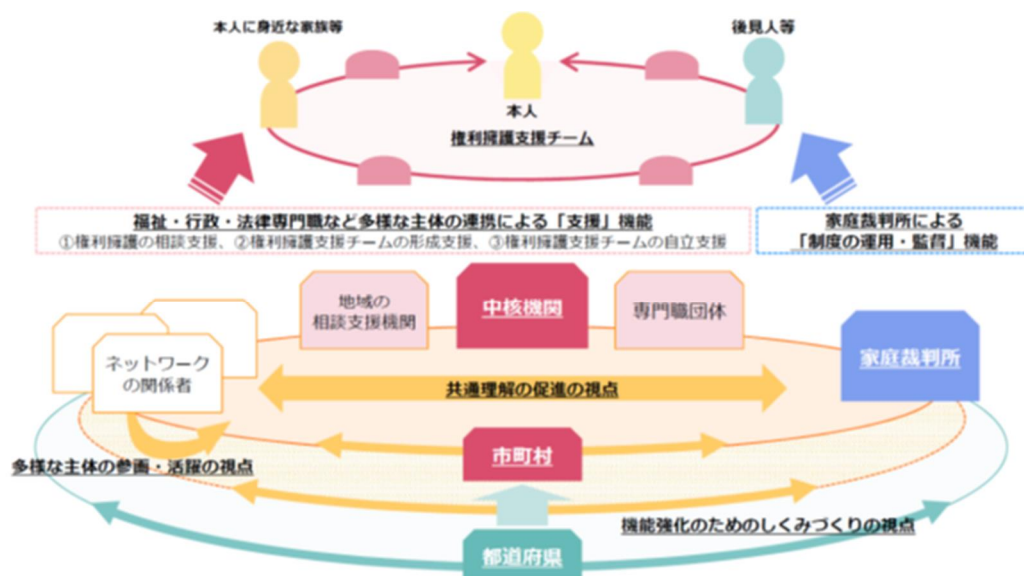 本人に身近な家族等
後見人等
本人
権利擁護支援チーム
福祉・行政・法律専門職など多様な主体の連携による「支援」機能
①権利擁護の相談支援、②権利擁護支援チームの形成支援、③権利擁護支援チームの自立支援
家庭裁判所による
「制度の運用・監督」機能
地域の
相談支援機関
中核機関
専門職団体
ネットワーク
の関係者
家庭裁判所
共通理解の促進の視点
市町村
多様な主体の参画・活躍の視点
機能強化のためのしくみづくりの視点
都道府県